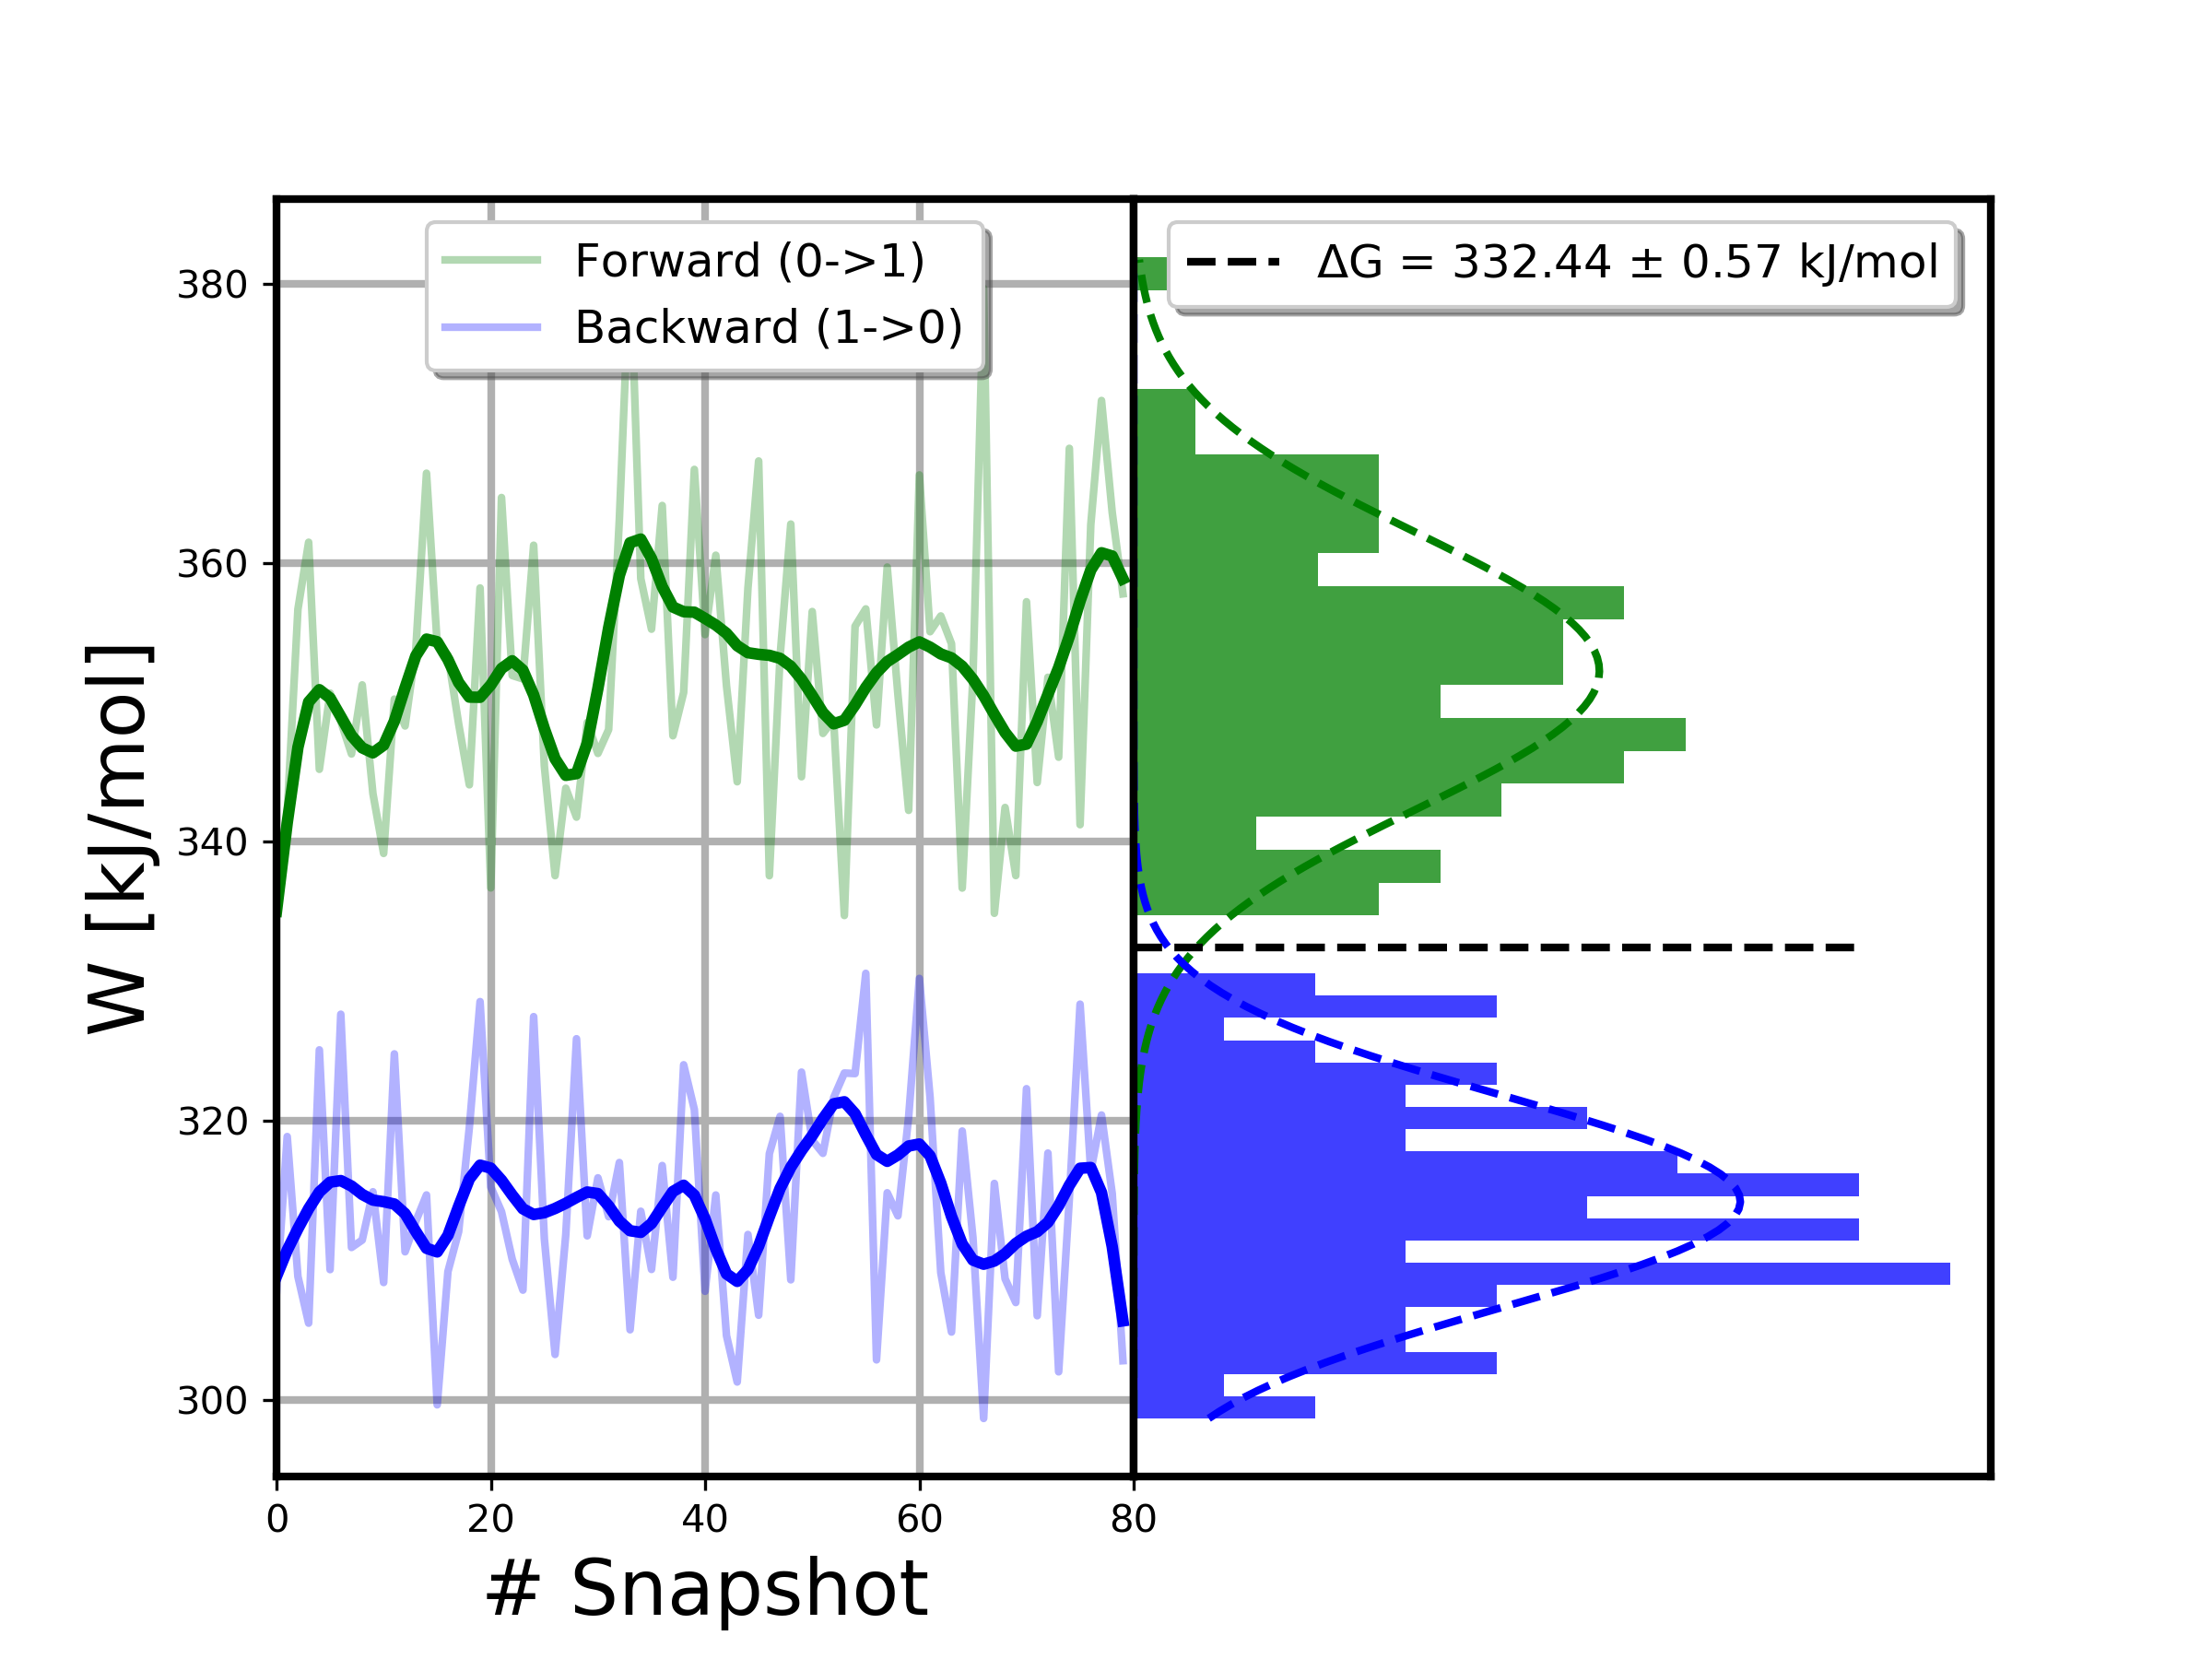 Forward (0->1)
Backward (1->0)
ΔG = 332.44 ± 0.57 kJ/mol
W [kJ/mol]
380
360
340
320
300
0 20 40 60 80
# Snapshot